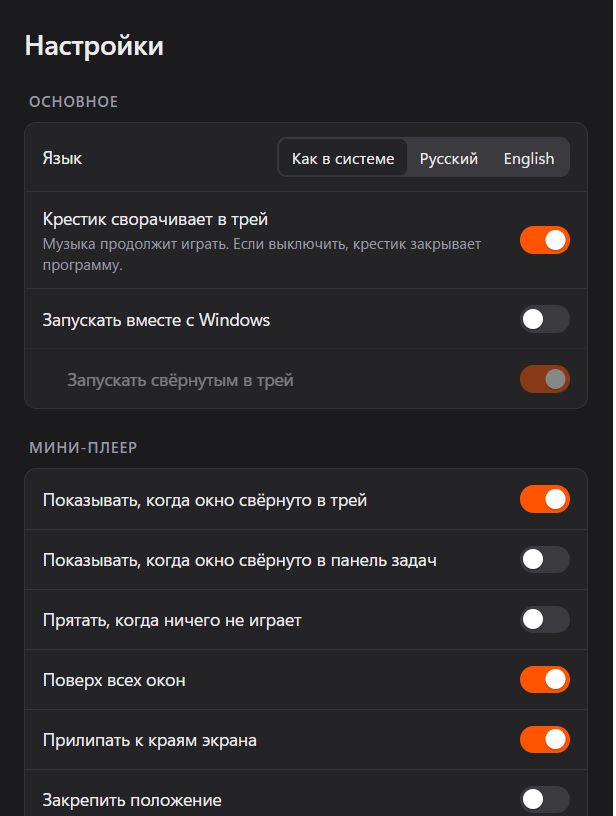 Настройки
ОСНОВНОЕ
Язык
Как в системе
Русский
English
Крестик сворачивает в трей
Музыка продолжит играть. Если выключить, крестик закрывает
программу.
Запускать вместе с Windows
Запускать свёрнутым в трей
МИНИ-ПЛЕЕР
Показывать, когда окно свёрнуто в трей
Показывать, когда окно свёрнуто в панель задач
Прятать, когда ничего не играет
Поверх всех окон
Прилипать к краям экрана
Закрепить положение